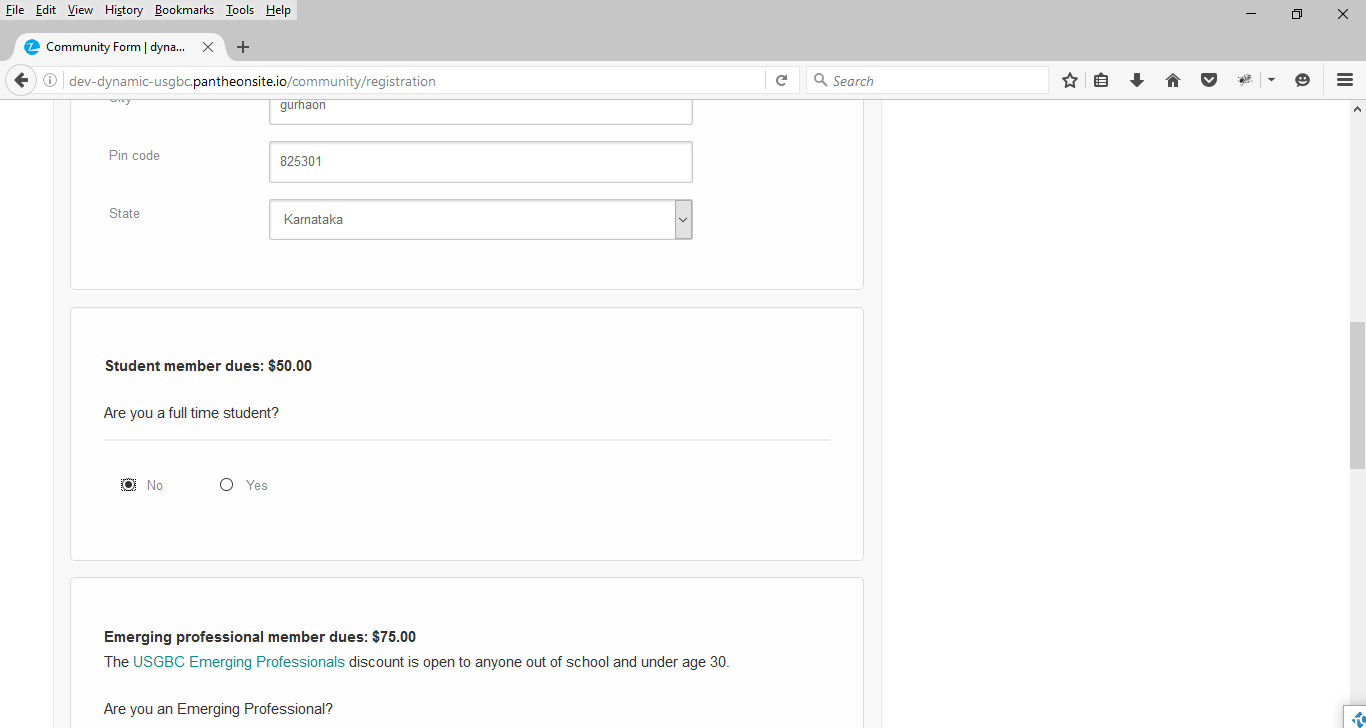 File Edit View History Bookmarks Tools Help
Community Form | dyna...
dev-dynamic-usgbc.pantheonsite.io/community/registration
Search
City
gurhaon
Pin code
825301
State
Karnataka
Student member dues: $50.00
Are you a full time student?
No Yes
Emerging professional member dues: $75.00
The USGBC Emerging Professionals discount is open to anyone out of school and under age 30.
Are you an Emerging Professional?